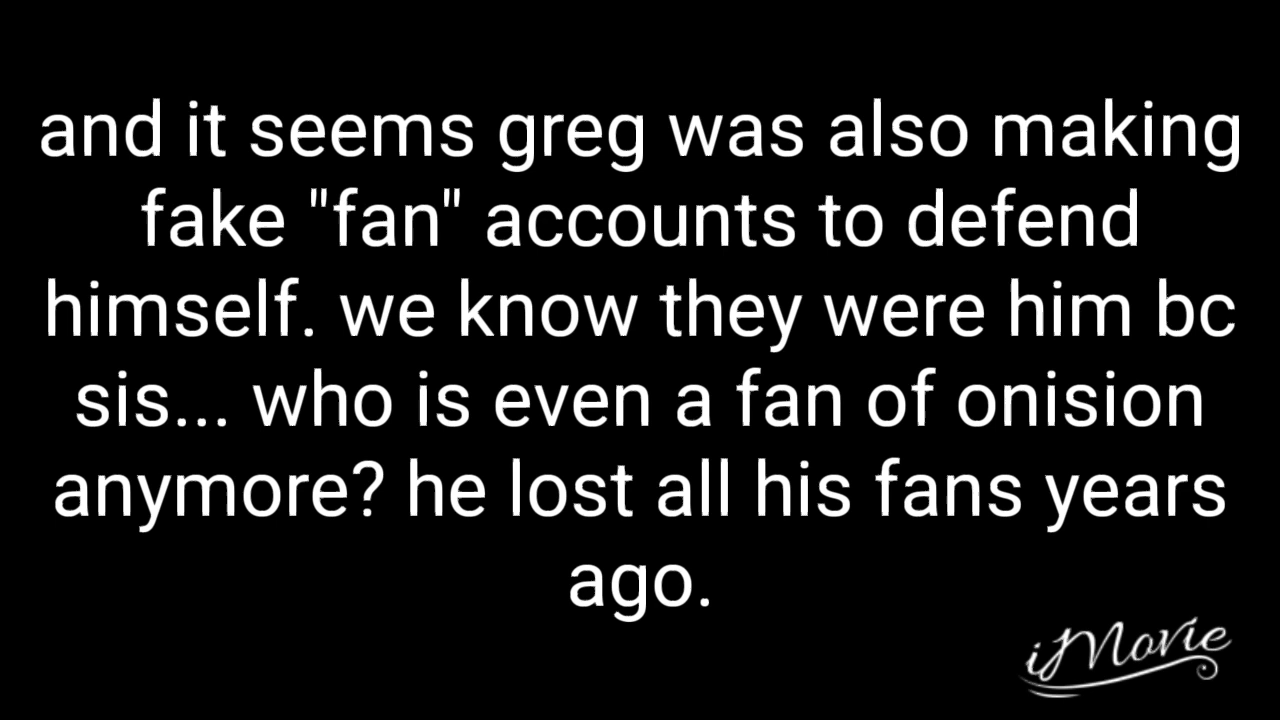 and it seems greg was also making
fake "fan" accounts to defend
himself. we know they were him bc
sis... who is even a fan of onision
anymore? he lost all his fans years
ago.
iMovie